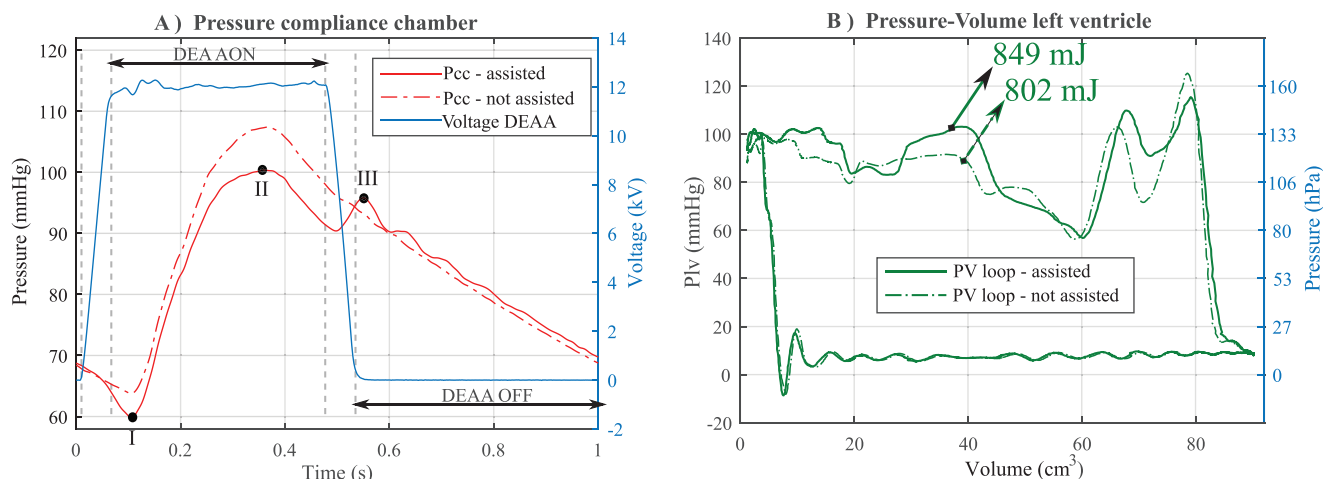 A ) Pressure compliance chamber
120
110
100
90
80
70
60
Pressure (mmHg)
0
0.2
0.4
0.6
0.8
1
Time (s)
14
12
10
8
6
4
2
0
-2
Voltage (kV)
DEA AON
DEAA OFF
Pcc - assisted
Pcc - not assisted
Voltage DEAA
I
II
III
B ) Pressure-Volume left ventricle
140
120
100
80
60
40
20
0
-20
Plv (mmHg)
0
20
40
60
80
Volume (cm³)
160
133
106
80
53
27
0
Pressure (hPa)
849 mJ
802 mJ
PV loop - assisted
PV loop - not assisted